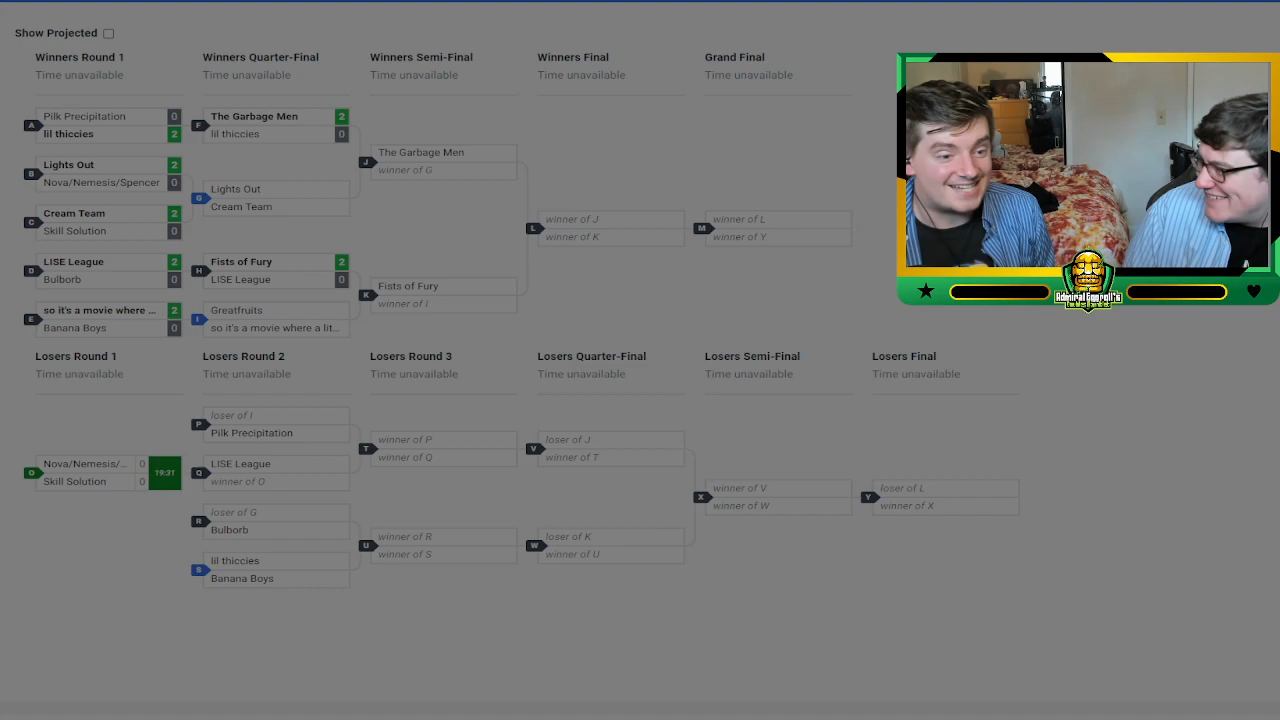 Show Projected
Winners Round 1
Time unavailable
Winners Quarter-Final
Time unavailable
Winners Semi-Final
Time unavailable
Winners Final
Time unavailable
Grand Final
Time unavailable
A
Pilk Precipitation 0
lil thiccies 2
B
Lights Out 2
Nova/Nemesis/Spencer 0
C
Cream Team 2
Skill Solution 0
D
LISE League 2
Bulborb 0
E
so it's a movie where ... 2
Banana Boys 0
F
The Garbage Men 2
lil thiccies 0
G
Lights Out
Cream Team
H
Fists of Fury 2
LISE League 0
I
Greatfruits
so it's a movie where a lit...
J
The Garbage Men
winner of G
K
Fists of Fury
winner of I
L
winner of J
winner of K
M
winner of L
winner of Y
Admiral Eggroll's
Losers Round 1
Time unavailable
Losers Round 2
Time unavailable
Losers Round 3
Time unavailable
Losers Quarter-Final
Time unavailable
Losers Semi-Final
Time unavailable
Losers Final
Time unavailable
O
Nova/Nemesis/... 0
Skill Solution 0
19:31
P
loser of I
Pilk Precipitation
Q
LISE League
winner of O
R
loser of G
Bulborb
S
lil thiccies
Banana Boys
T
winner of P
winner of Q
U
winner of R
winner of S
V
loser of J
winner of T
W
loser of K
winner of U
X
winner of V
winner of W
Y
loser of L
winner of X